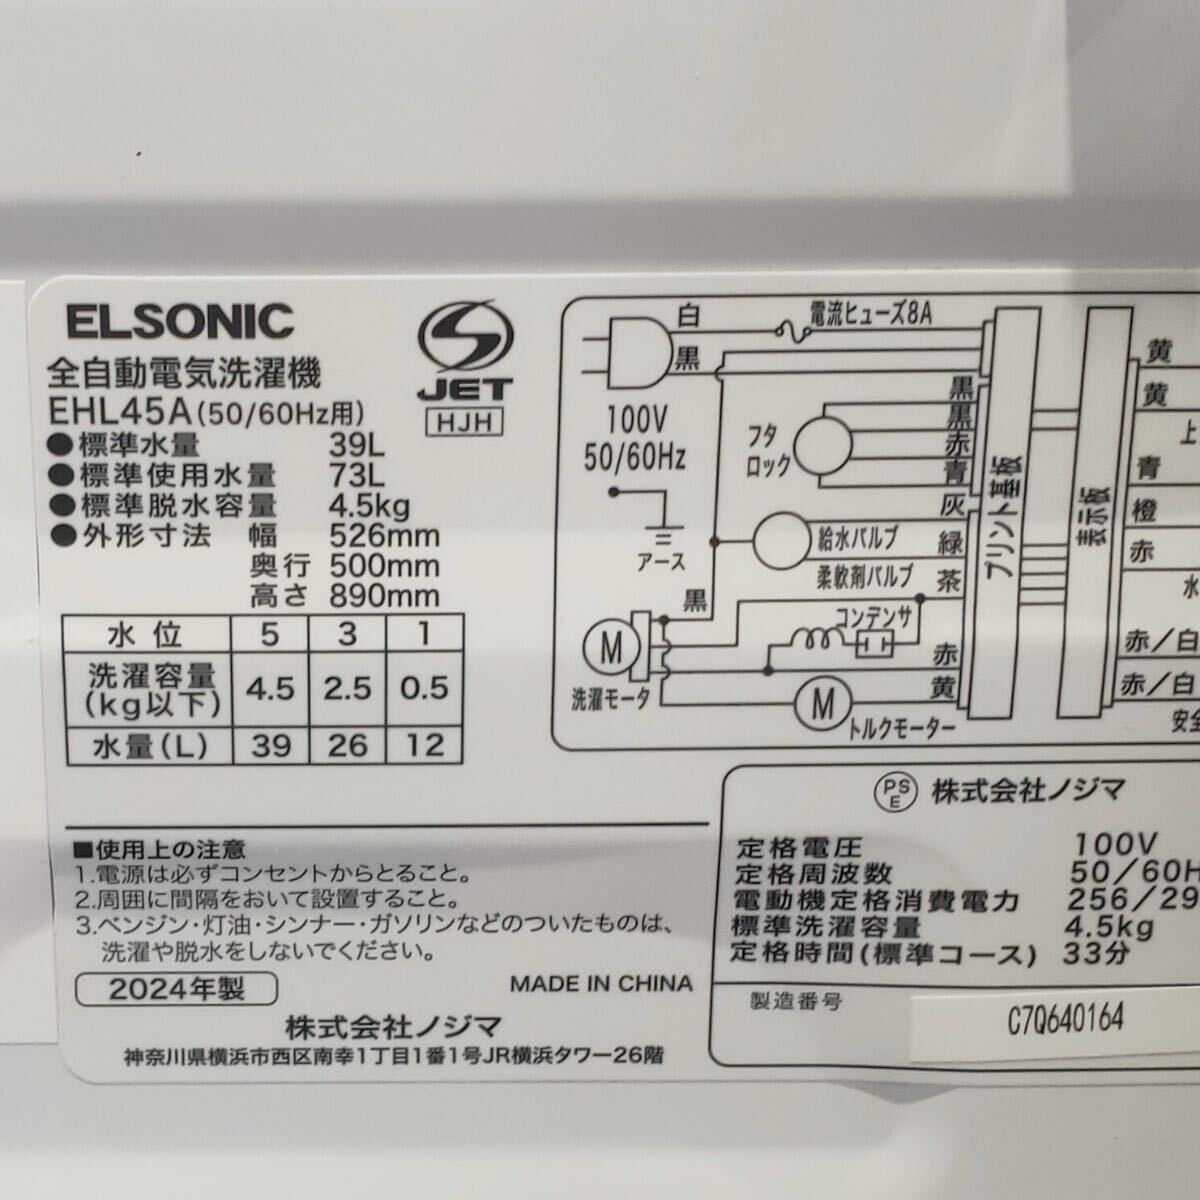 ELSONIC
JET
HJH
全自動電気洗濯機
EHL45A(50/60Hz用)
●標準水量 39L
●標準使用水量 73L
●標準脱水容量 4.5kg
●外形寸法 幅 526mm
奥行 500mm
高さ 890mm
水位 5 3 1
洗濯容量(kg以下) 4.5 2.5 0.5
水量(L) 39 26 12
■使用上の注意
1.電源は必ずコンセントからとること。
2.周囲に間隔をおいて設置すること。
3.ベンジン・灯油・シンナー・ガソリンなどのついたものは、
洗濯や脱水をしないでください。
2024年製
MADE IN CHINA
株式会社ノジマ
神奈川県横浜市西区南幸1丁目1番1号JR横浜タワー26階
白
電流ヒューズ8A
黒
100V
50/60Hz
アース
フタ
ロック
黒
黒
赤
青
灰
給水バルブ
緑
柔軟剤バルブ
茶
黒
コンデンサ
M
洗濯モータ
赤
黄
M
トルクモーター
プリント基板
表示板
黄
黄
上
青
橙
赤
水
赤/白
赤/白
安全
PS
E
株式会社ノジマ
定格電圧 100V
定格周波数 50/60H
電動機定格消費電力 256/29
標準洗濯容量 4.5kg
定格時間(標準コース) 33分
製造番号
C7Q640164